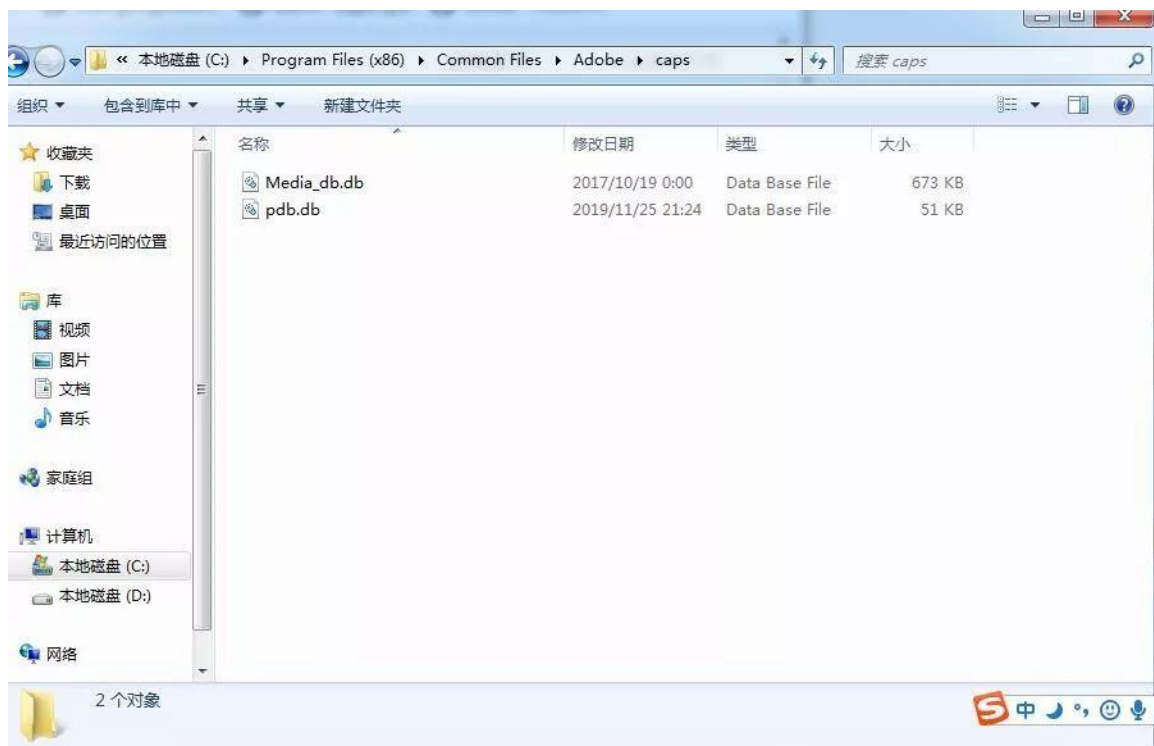 « 本地磁盘 (C:) ▸ Program Files (x86) ▸ Common Files ▸ Adobe ▸ caps 搜索 caps
组织 包含到库中 共享 新建文件夹
名称 修改日期 类型 大小
Media_db.db 2017/10/19 0:00 Data Base File 673 KB
pdb.db 2019/11/25 21:24 Data Base File 51 KB
收藏夹
下载
桌面
最近访问的位置
库
视频
图片
文档
音乐
家庭组
计算机
本地磁盘 (C:)
本地磁盘 (D:)
网络
2 个对象
S 中